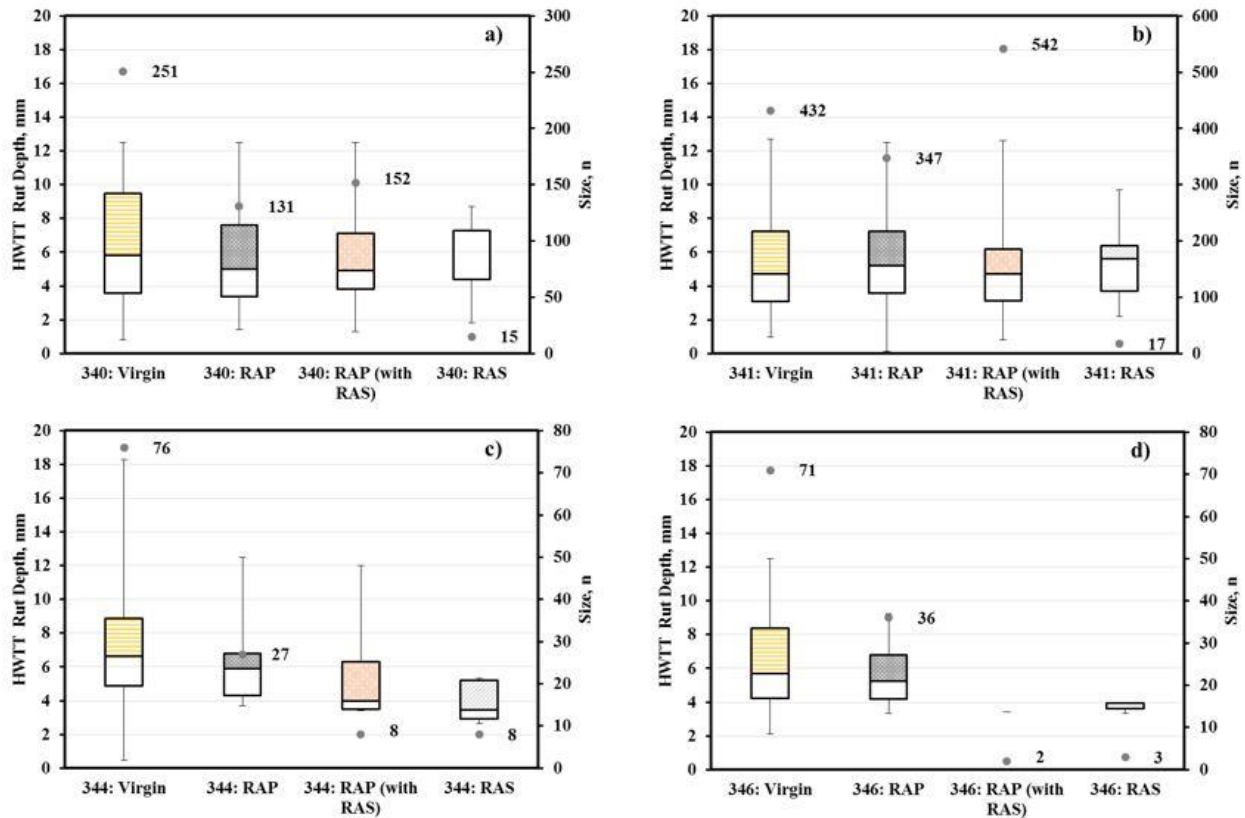 a)
HWTT Rut Depth, mm
20
18
16
14
12
10
8
6
4
2
0
251
131
152
15
300
250
200
150
100
50
0
Size, n
340: Virgin
340: RAP
340: RAP (with
RAS)
340: RAS
b)
HWTT Rut Depth, mm
20
18
16
14
12
10
8
6
4
2
0
432
347
542
17
600
500
400
300
200
100
0
Size, n
341: Virgin
341: RAP
341: RAP (with
RAS)
341: RAS
c)
HWTT Rut Depth, mm
20
18
16
14
12
10
8
6
4
2
0
76
27
8
8
80
70
60
50
40
30
20
10
0
Size, n
344: Virgin
344: RAP
344: RAP (with
RAS)
344: RAS
d)
HWTT Rut Depth, mm
20
18
16
14
12
10
8
6
4
2
0
71
36
2
3
80
70
60
50
40
30
20
10
0
Size, n
346: Virgin
346: RAP
346: RAP (with
RAS)
346: RAS